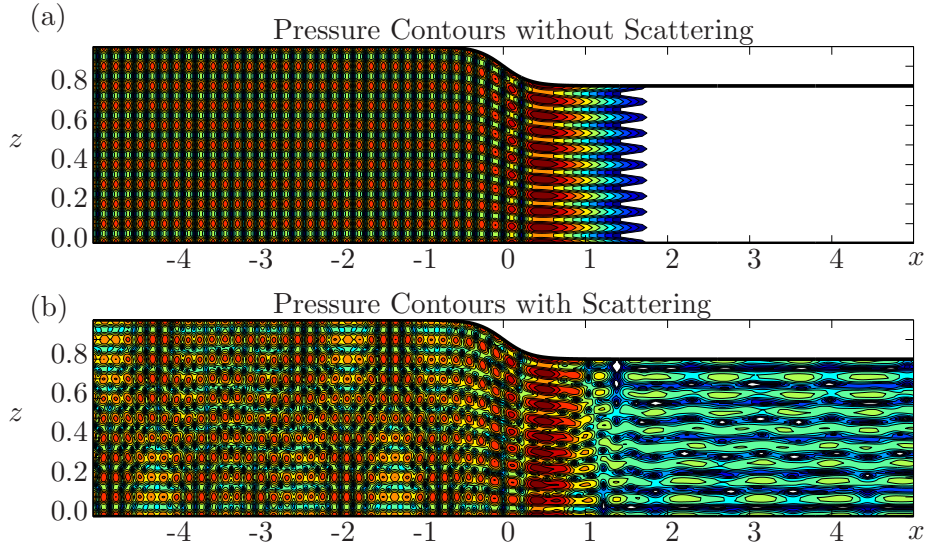 (a)
Pressure Contours without Scattering
0.8
0.6
z
0.4
0.2
0.0
-4 -3 -2 -1 0 1 2 3 4 x
(b)
Pressure Contours with Scattering
0.8
0.6
z
0.4
0.2
0.0
-4 -3 -2 -1 0 1 2 3 4 x